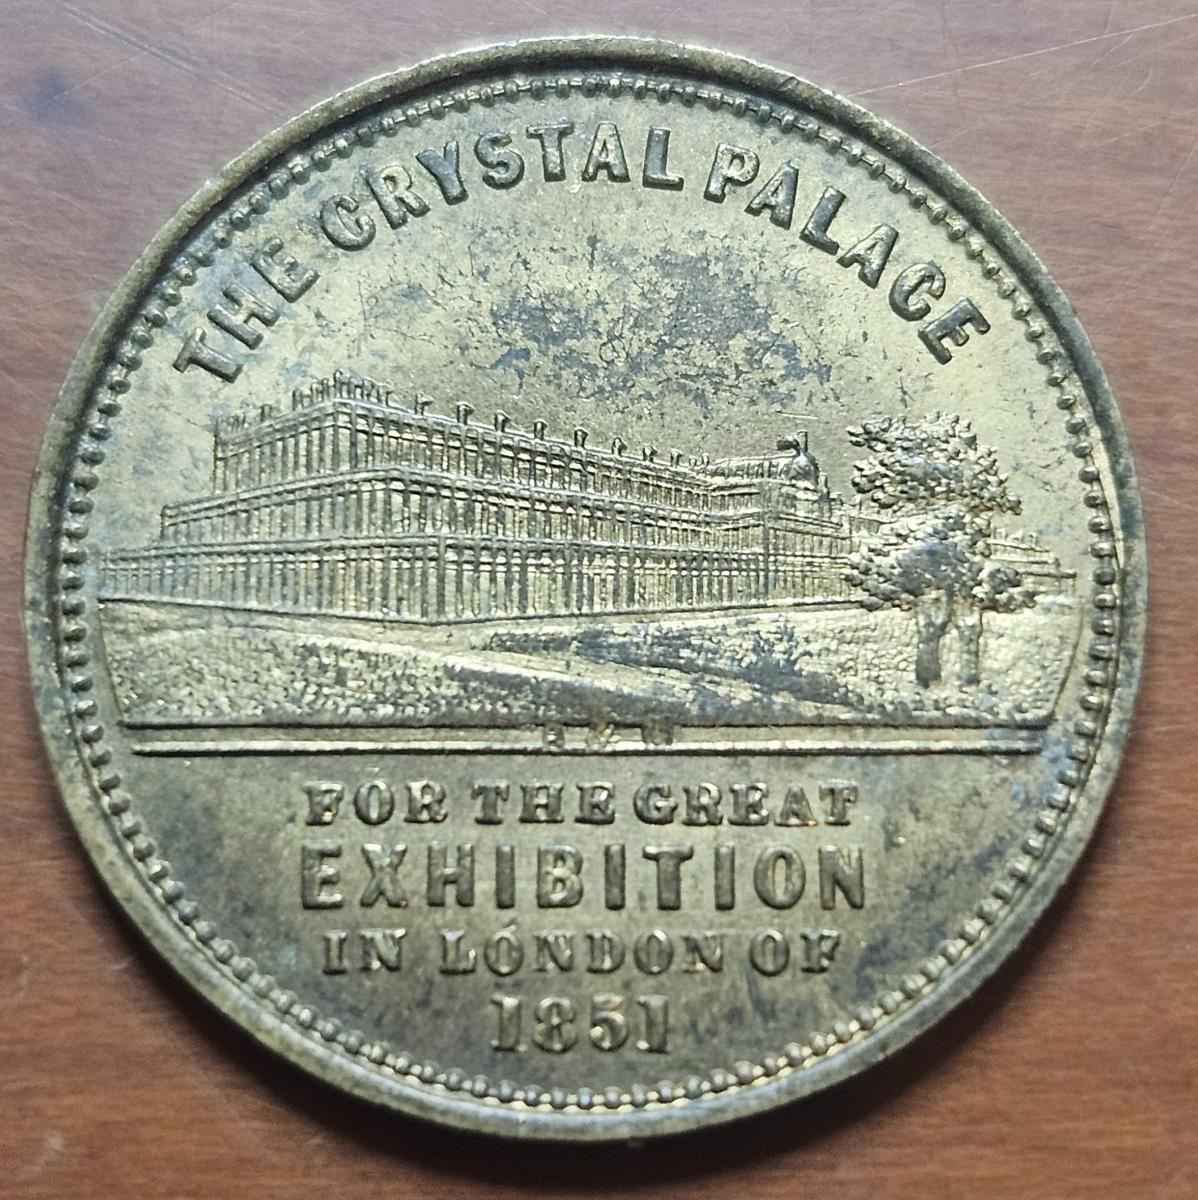 THE CRYSTAL PALACE
FOR THE GREAT
EXHIBITION
IN LONDON OF
1851